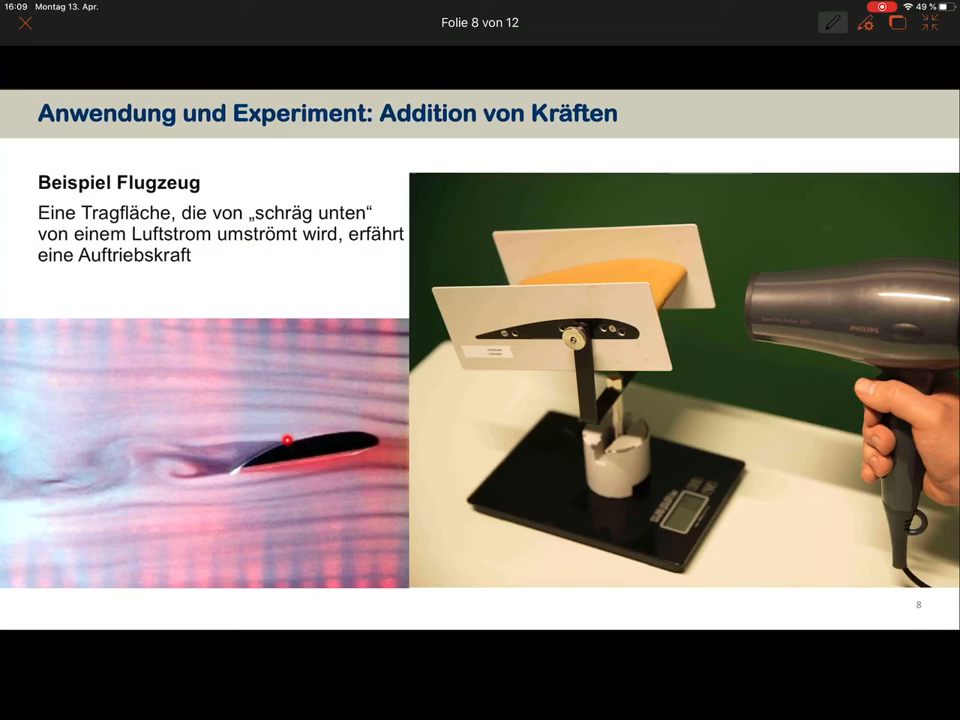 16:09 Montag 13. Apr.
49 %
Folie 8 von 12
Anwendung und Experiment: Addition von Kräften
Beispiel Flugzeug
Eine Tragfläche, die von „schräg unten“
von einem Luftstrom umströmt wird, erfährt
eine Auftriebskraft
PHILIPS
8